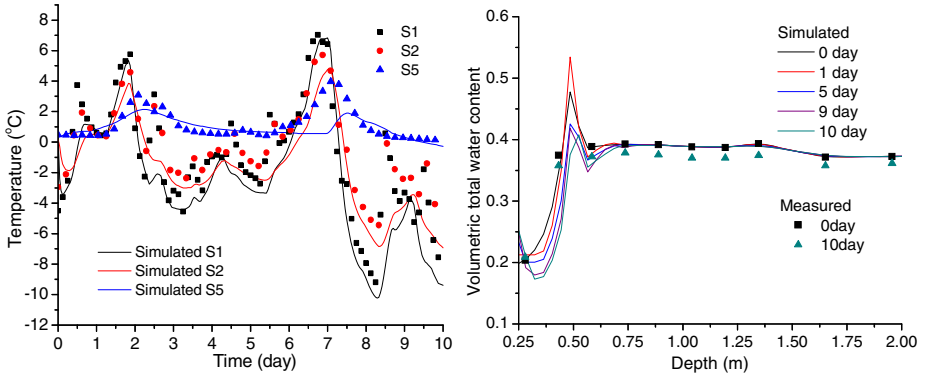 8
6
4
2
0
-2
-4
-6
-8
-10
-12
Temperature (°C)
S1
S2
S5
Simulated S1
Simulated S2
Simulated S5
0 1 2 3 4 5 6 7 8 9 10
Time (day)
0.6
0.5
0.4
0.3
0.2
0.1
Volumetric total water content
Simulated
0 day
1 day
5 day
9 day
10 day
Measured
0day
10day
0.25 0.50 0.75 1.00 1.25 1.50 1.75 2.00
Depth (m)